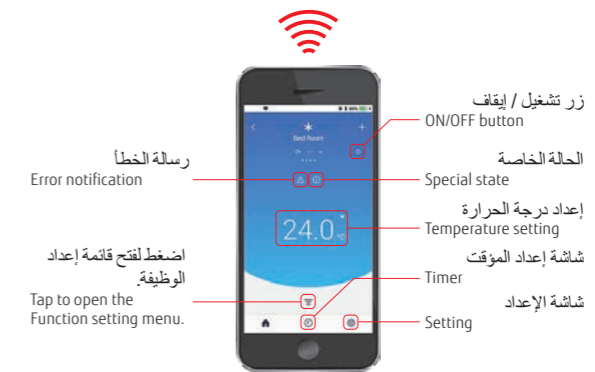 زر تشغيل / إيقاف
ON/OFF button
رسالة الخطأ
Error notification
الحالة الخاصة
Special state
إعداد درجة الحرارة
Temperature setting
اضغط لفتح قائمة إعداد
الوظيفة.
Tap to open the
Function setting menu.
شاشة إعداد المؤقت
Timer
شاشة الإعداد
Setting
Bed Room
24.0
°C